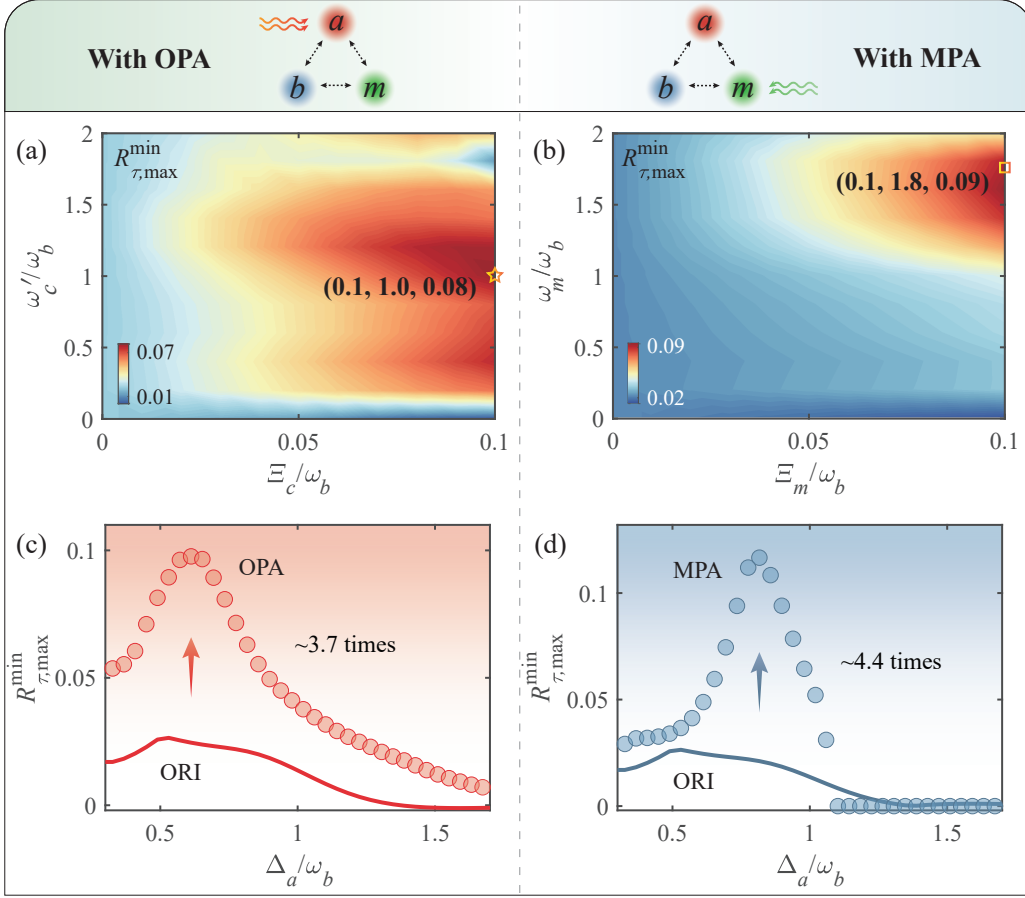 With OPA
a
b
m
With MPA
a
b
m
(a)
R^min_τ,max
2
1.5
1
0.5
0
ω_c′/ω_b
(0.1, 1.0, 0.08)
0.07
0.01
0
0.05
0.1
Ξ_c/ω_b
(b)
R^min_τ,max
2
1.5
1
0.5
0
ω_m/ω_b
(0.1, 1.8, 0.09)
0.09
0.02
0
0.05
0.1
Ξ_m/ω_b
(c)
0.1
0.05
0
R^min_τ,max
OPA
~3.7 times
ORI
0.5
1
1.5
Δ_a/ω_b
(d)
0.1
0.05
0
R^min_τ,max
MPA
~4.4 times
ORI
0.5
1
1.5
Δ_a/ω_b